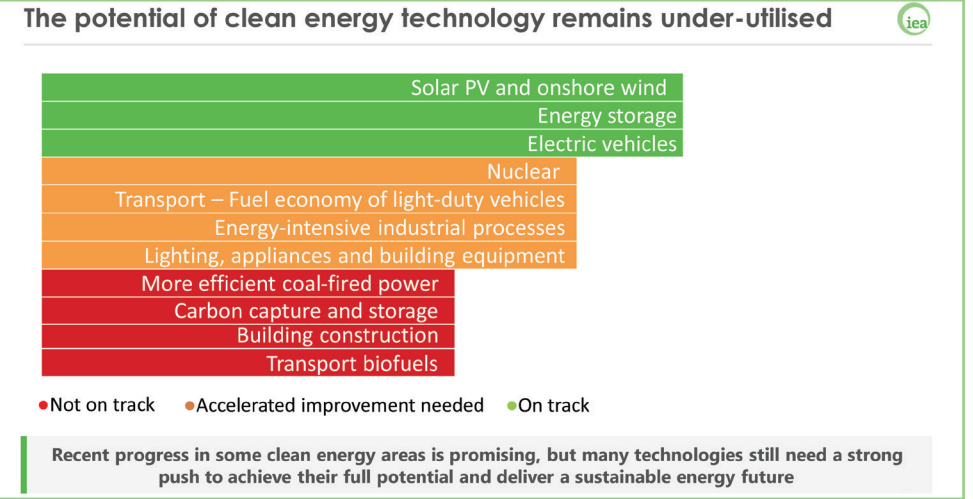 The potential of clean energy technology remains under-utilised
iea
Solar PV and onshore wind
Energy storage
Electric vehicles
Nuclear
Transport – Fuel economy of light-duty vehicles
Energy-intensive industrial processes
Lighting, appliances and building equipment
More efficient coal-fired power
Carbon capture and storage
Building construction
Transport biofuels
Not on track Accelerated improvement needed On track
Recent progress in some clean energy areas is promising, but many technologies still need a strong
push to achieve their full potential and deliver a sustainable energy future